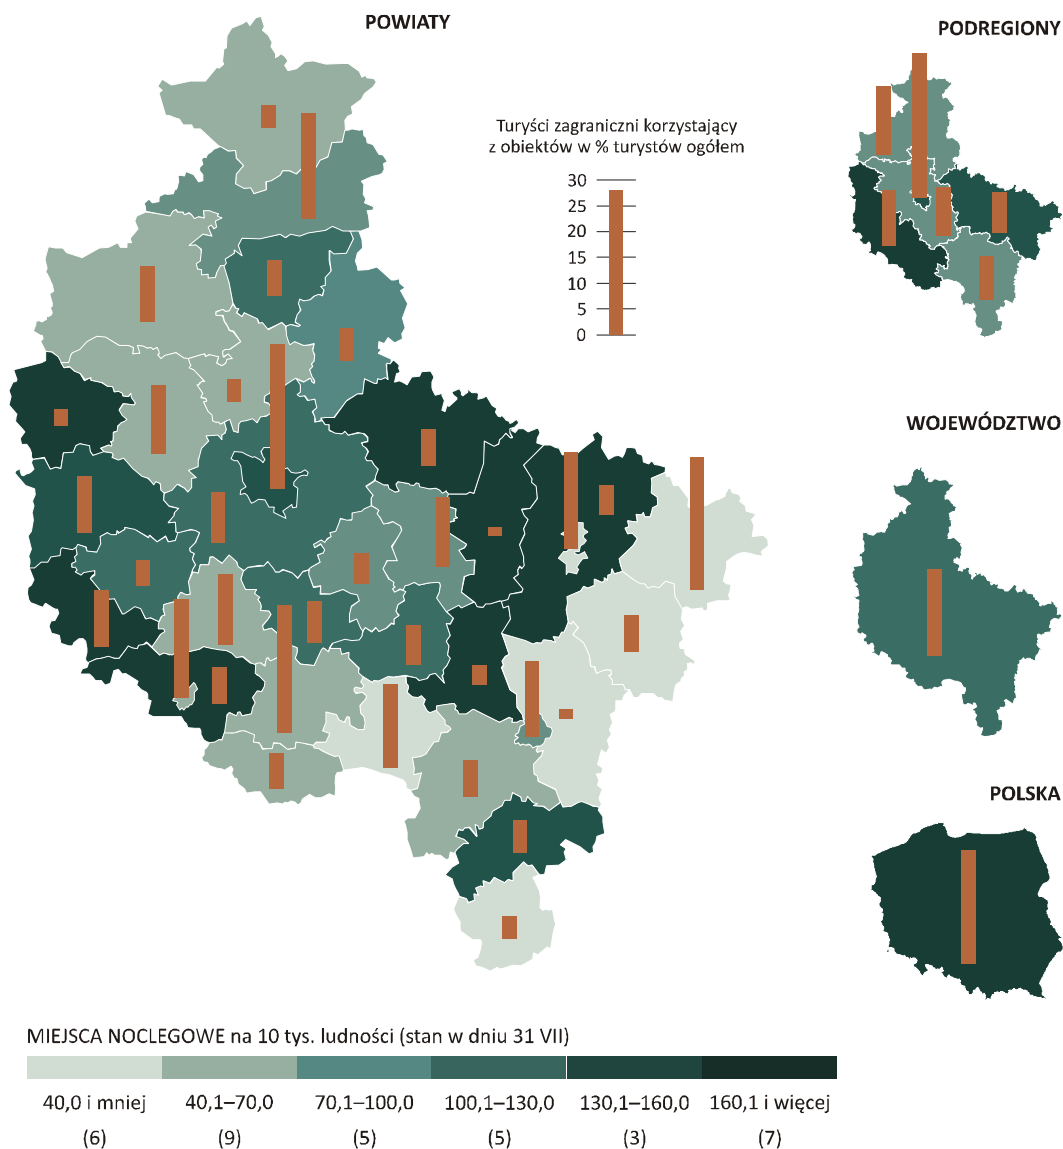 POWIATY
PODREGIONY
Turyści zagraniczni korzystający
z obiektów w % turystów ogółem
30
25
20
15
10
5
0
WOJEWÓDZTWO
POLSKA
MIEJSCA NOCLEGOWE na 10 tys. ludności (stan w dniu 31 VII)
40,0 i mniej 40,1–70,0 70,1–100,0 100,1–130,0 130,1–160,0 160,1 i więcej
(6) (9) (5) (5) (3) (7)